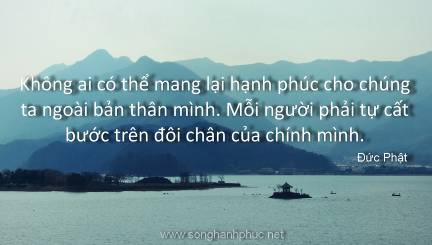 Không ai có thể mang lại hạnh phúc cho chúng
ta ngoài bản thân mình. Mỗi người phải tự cất
bước trên đôi chân của chính mình.
Đức Phật
www.songhanhphuc.net